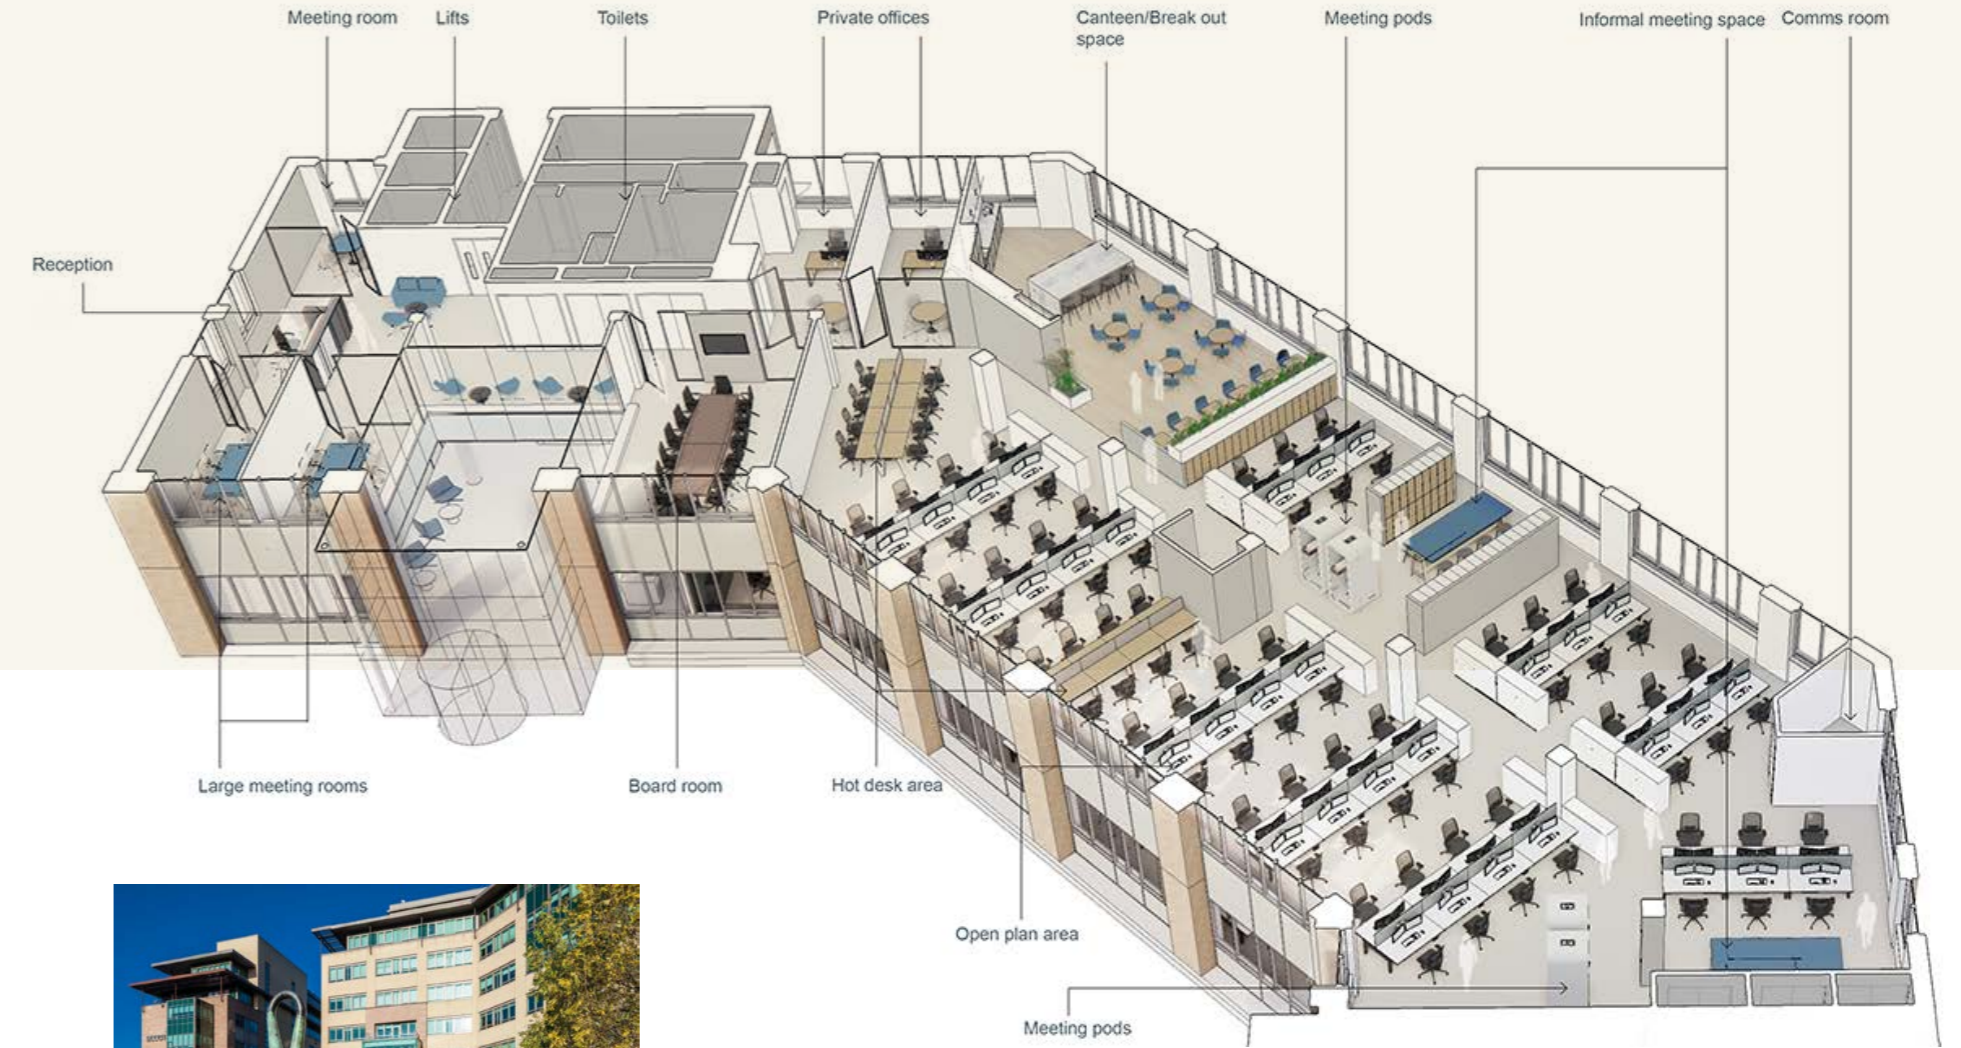 Meeting room
Lifts
Toilets
Private offices
Canteen/Break out
space
Meeting pods
Informal meeting space
Comms room
Reception
Large meeting rooms
Board room
Hot desk area
Open plan area
Meeting pods